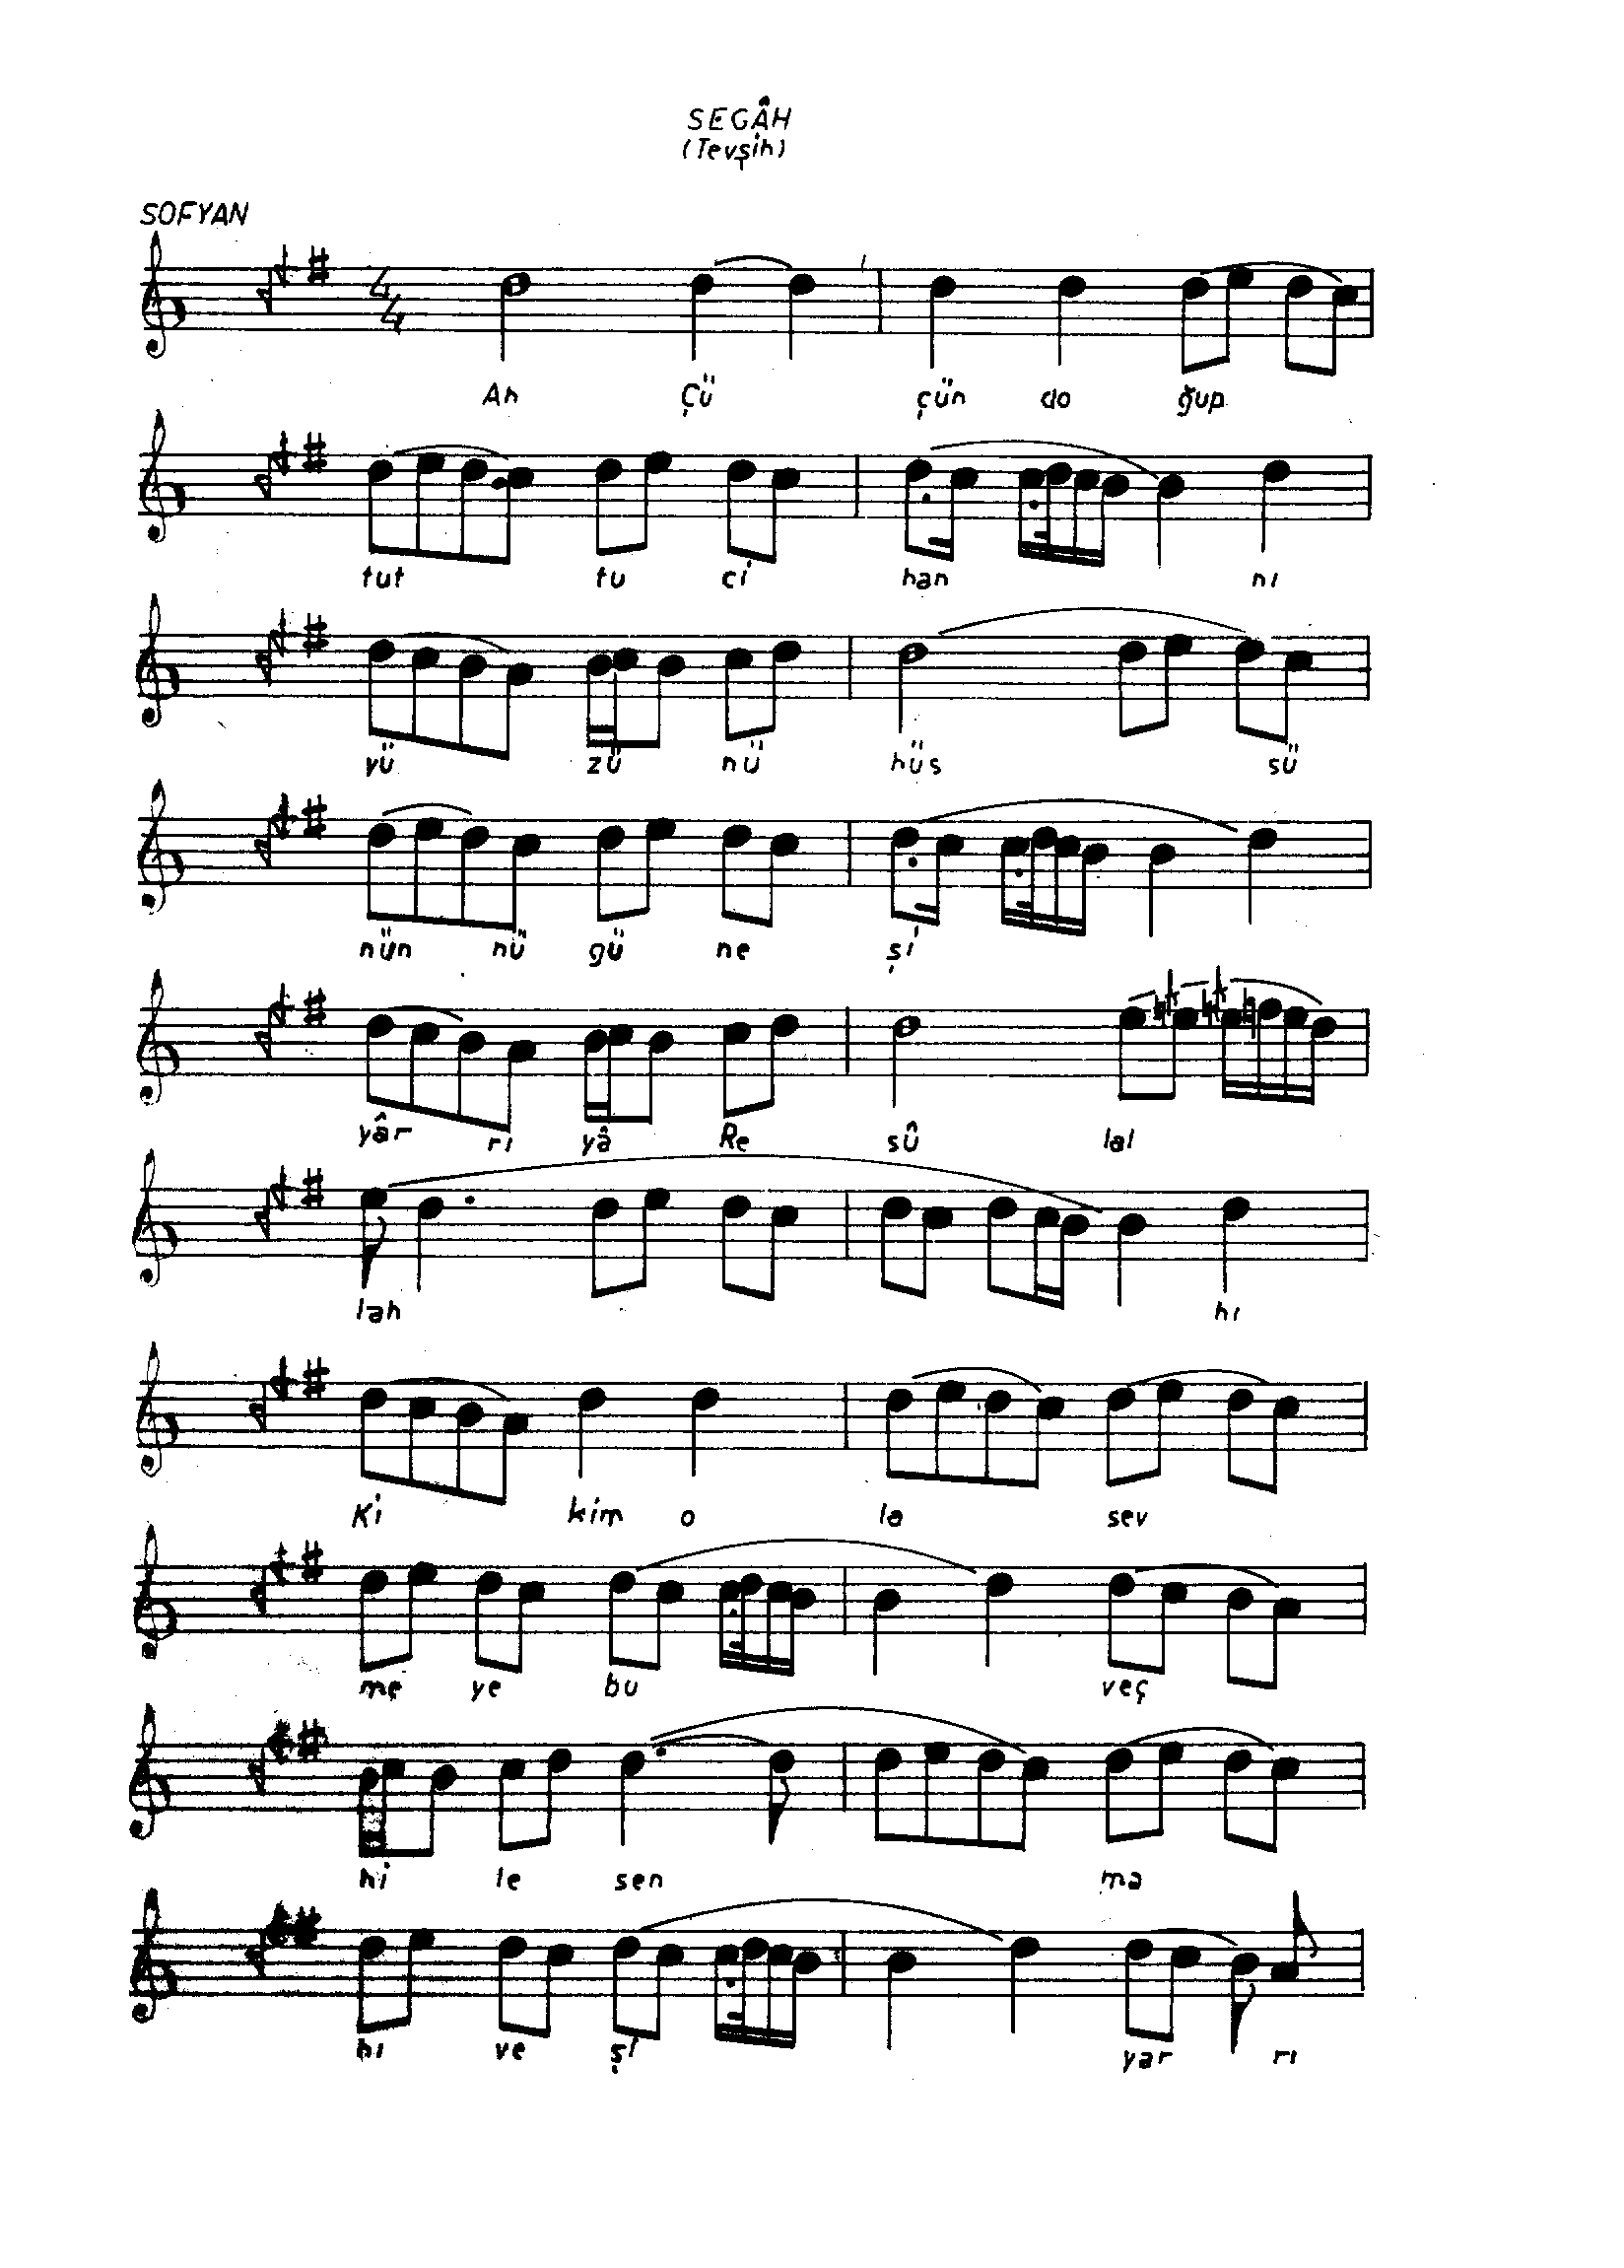 SEGÂH
(Tevşih)
SOFYAN
4
4
Ah Çü çün do ğup
tut tu ci han nı
yü zü nü hüs sü
nün nü gü ne şi
yâr rı yâ Re sû lal
lah hı
Ki kim o la sev
me ye bu veç
hi le sen ma
hı ve şi yar rı